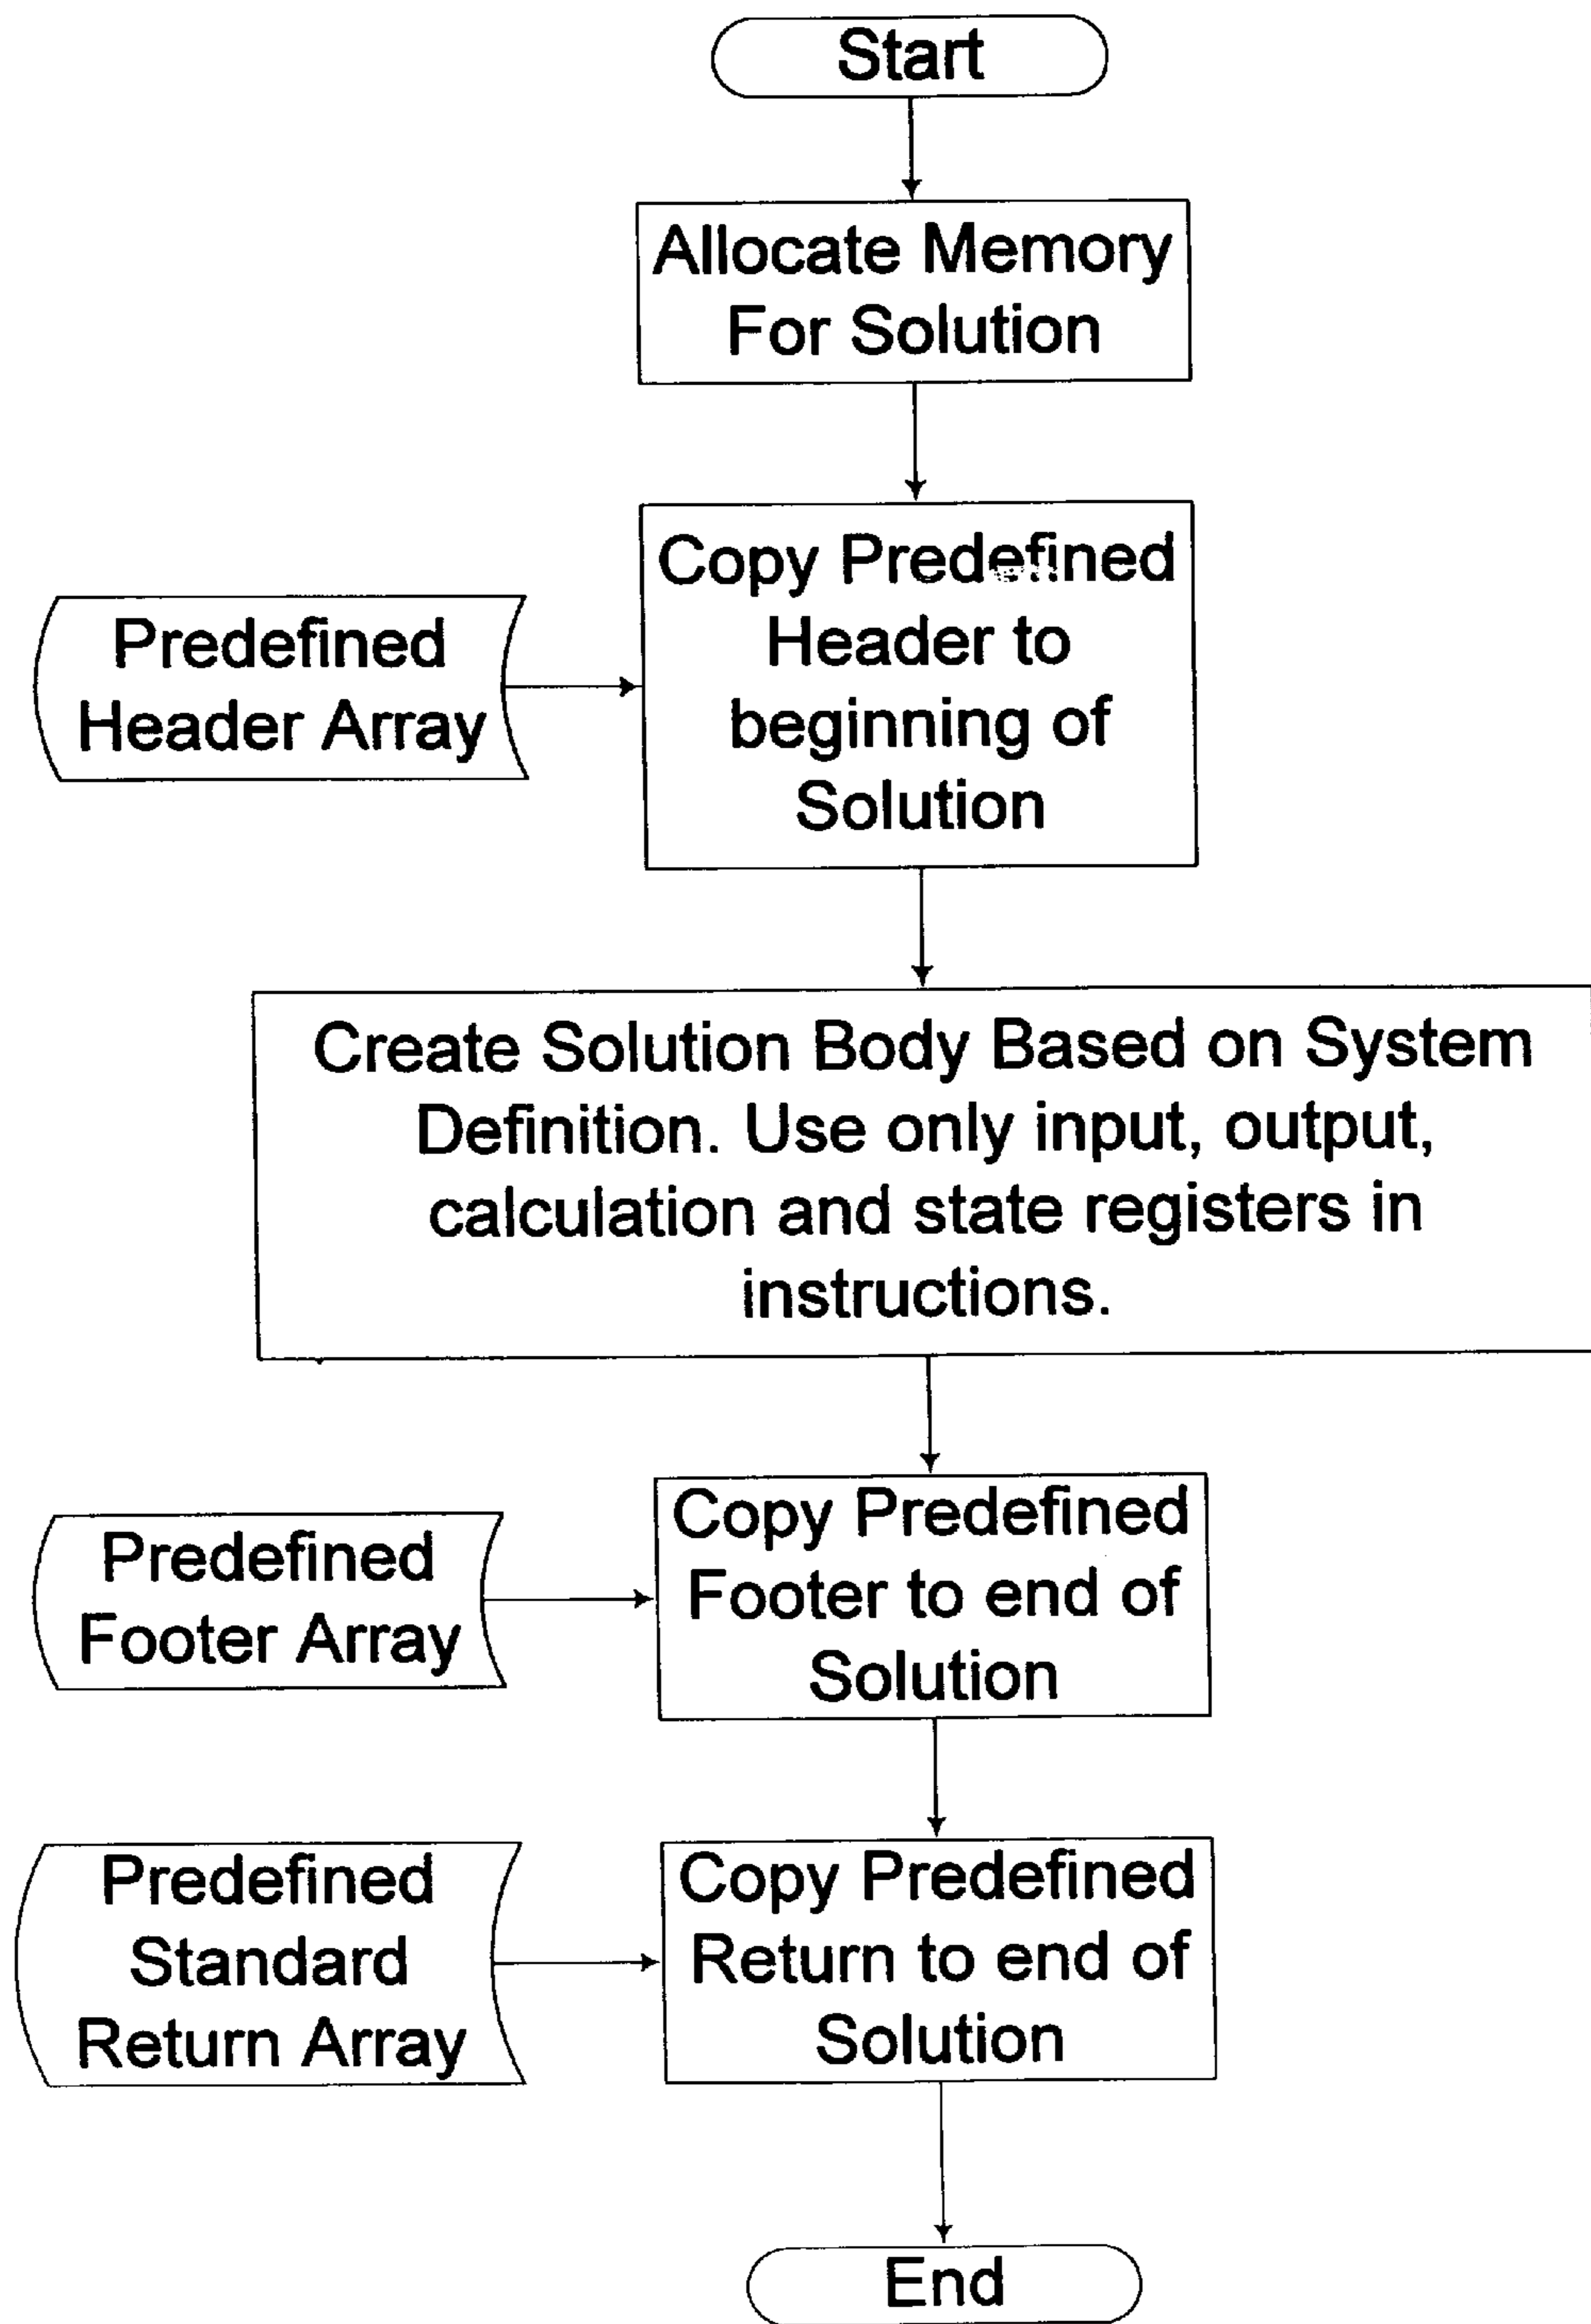 Start
Allocate Memory
For Solution
Copy Predefined
Header to
beginning of
Solution
Predefined
Header Array
Create Solution Body Based on System
Definition. Use only input, output,
calculation and state registers in
instructions.
Copy Predefined
Footer to end of
Solution
Predefined
Footer Array
Copy Predefined
Return to end of
Solution
Predefined
Standard
Return Array
End